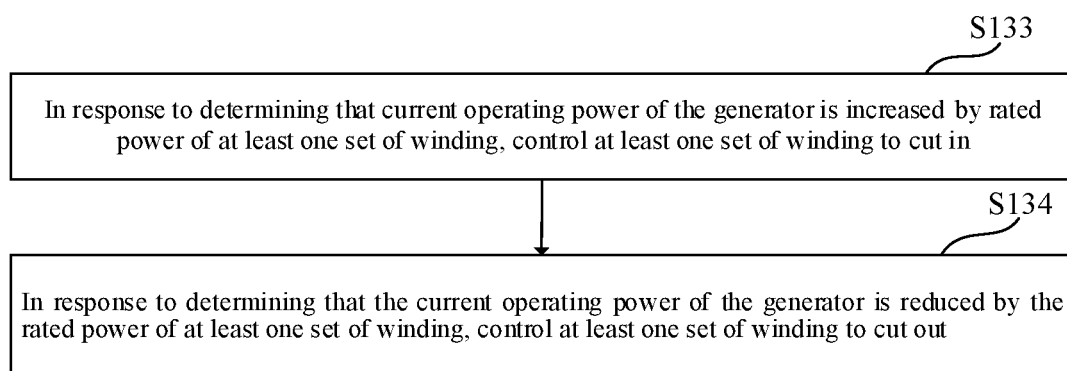 S133
In response to determining that current operating power of the generator is increased by rated
power of at least one set of winding, control at least one set of winding to cut in
S134
In response to determining that the current operating power of the generator is reduced by the
rated power of at least one set of winding, control at least one set of winding to cut out